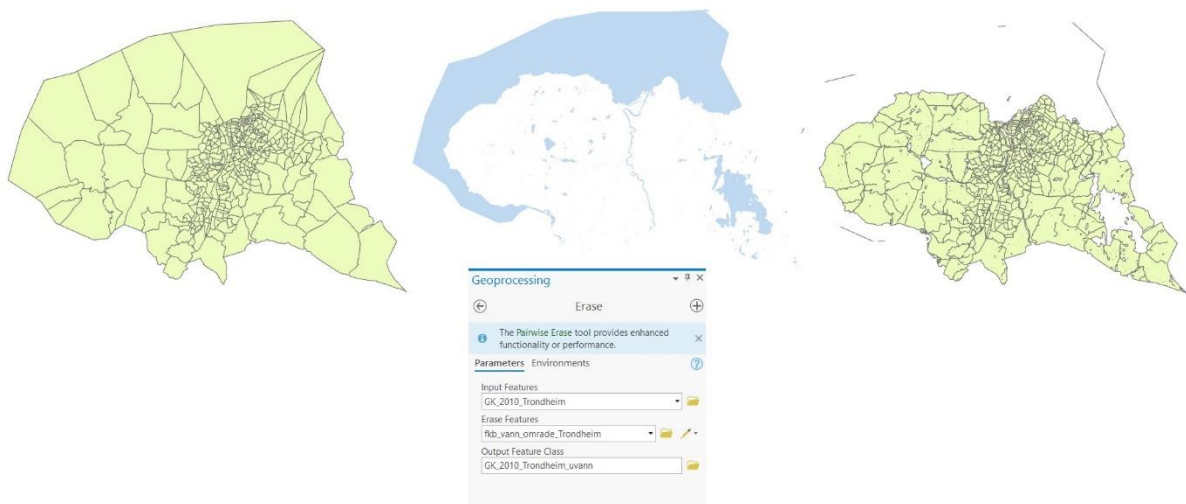 Geoprocessing
Erase
The Pairwise Erase tool provides enhanced
functionality or performance.
Parameters Environments
Input Features
GK_2010_Trondheim
Erase Features
fkb_vann_omrade_Trondheim
Output Feature Class
GK_2010_Trondheim_uvann